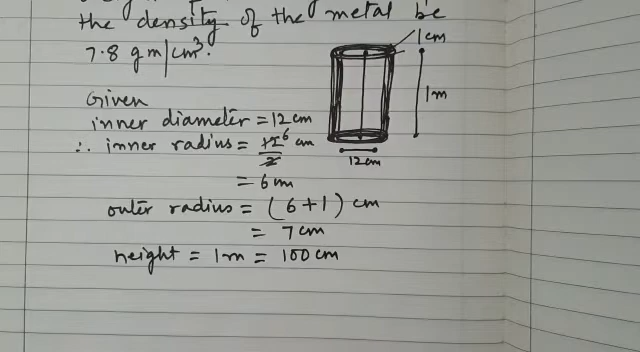 the density of the metal be
7.8 gm/cm³.
1cm
1m
12cm
Given
inner diameter = 12 cm
∴ inner radius = 12⁶/2 cm
= 6 cm
outer radius = (6+1) cm
= 7 cm
height = 1m = 100 cm